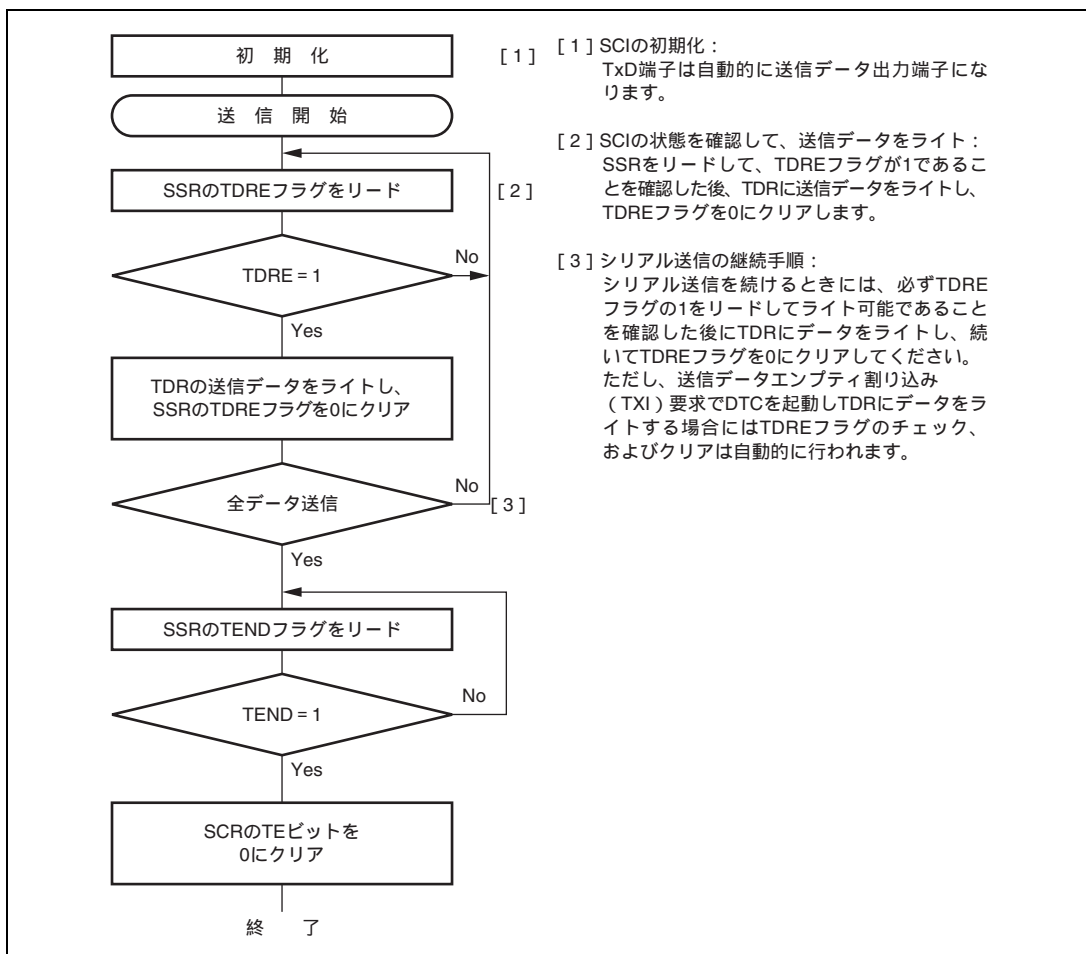 初 期 化
[ 1 ]
送 信 開 始
SSRのTDREフラグをリード
[ 2 ]
TDRE = 1
No
Yes
TDRの送信データをライトし、
SSRのTDREフラグを0にクリア
全データ送信
No
[ 3 ]
Yes
SSRのTENDフラグをリード
TEND = 1
No
Yes
SCRのTEビットを
0にクリア
終 了
[ 1 ] SCIの初期化：
TxD端子は自動的に送信データ出力端子にな
ります。
[ 2 ] SCIの状態を確認して、送信データをライト：
SSRをリードして、TDREフラグが1であるこ
とを確認した後、TDRに送信データをライトし、
TDREフラグを0にクリアします。
[ 3 ] シリアル送信の継続手順：
シリアル送信を続けるときには、必ずTDRE
フラグの1をリードしてライト可能であること
を確認した後にTDRにデータをライトし、続
いてTDREフラグを0にクリアしてください。
ただし、送信データエンプティ割り込み
（TXI）要求でDTCを起動しTDRにデータをラ
イトする場合にはTDREフラグのチェック、
およびクリアは自動的に行われます。